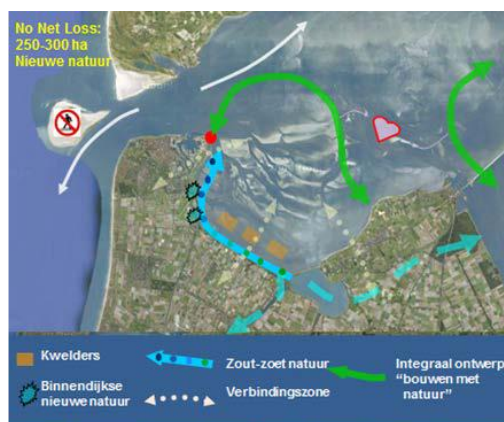 No Net Loss:
250-300 ha
Nieuwe natuur
Kwelders
Binnendijkse
nieuwe natuur
Zout-zoet natuur
Verbindingszone
Integraal ontwerp
“bouwen met
natuur”